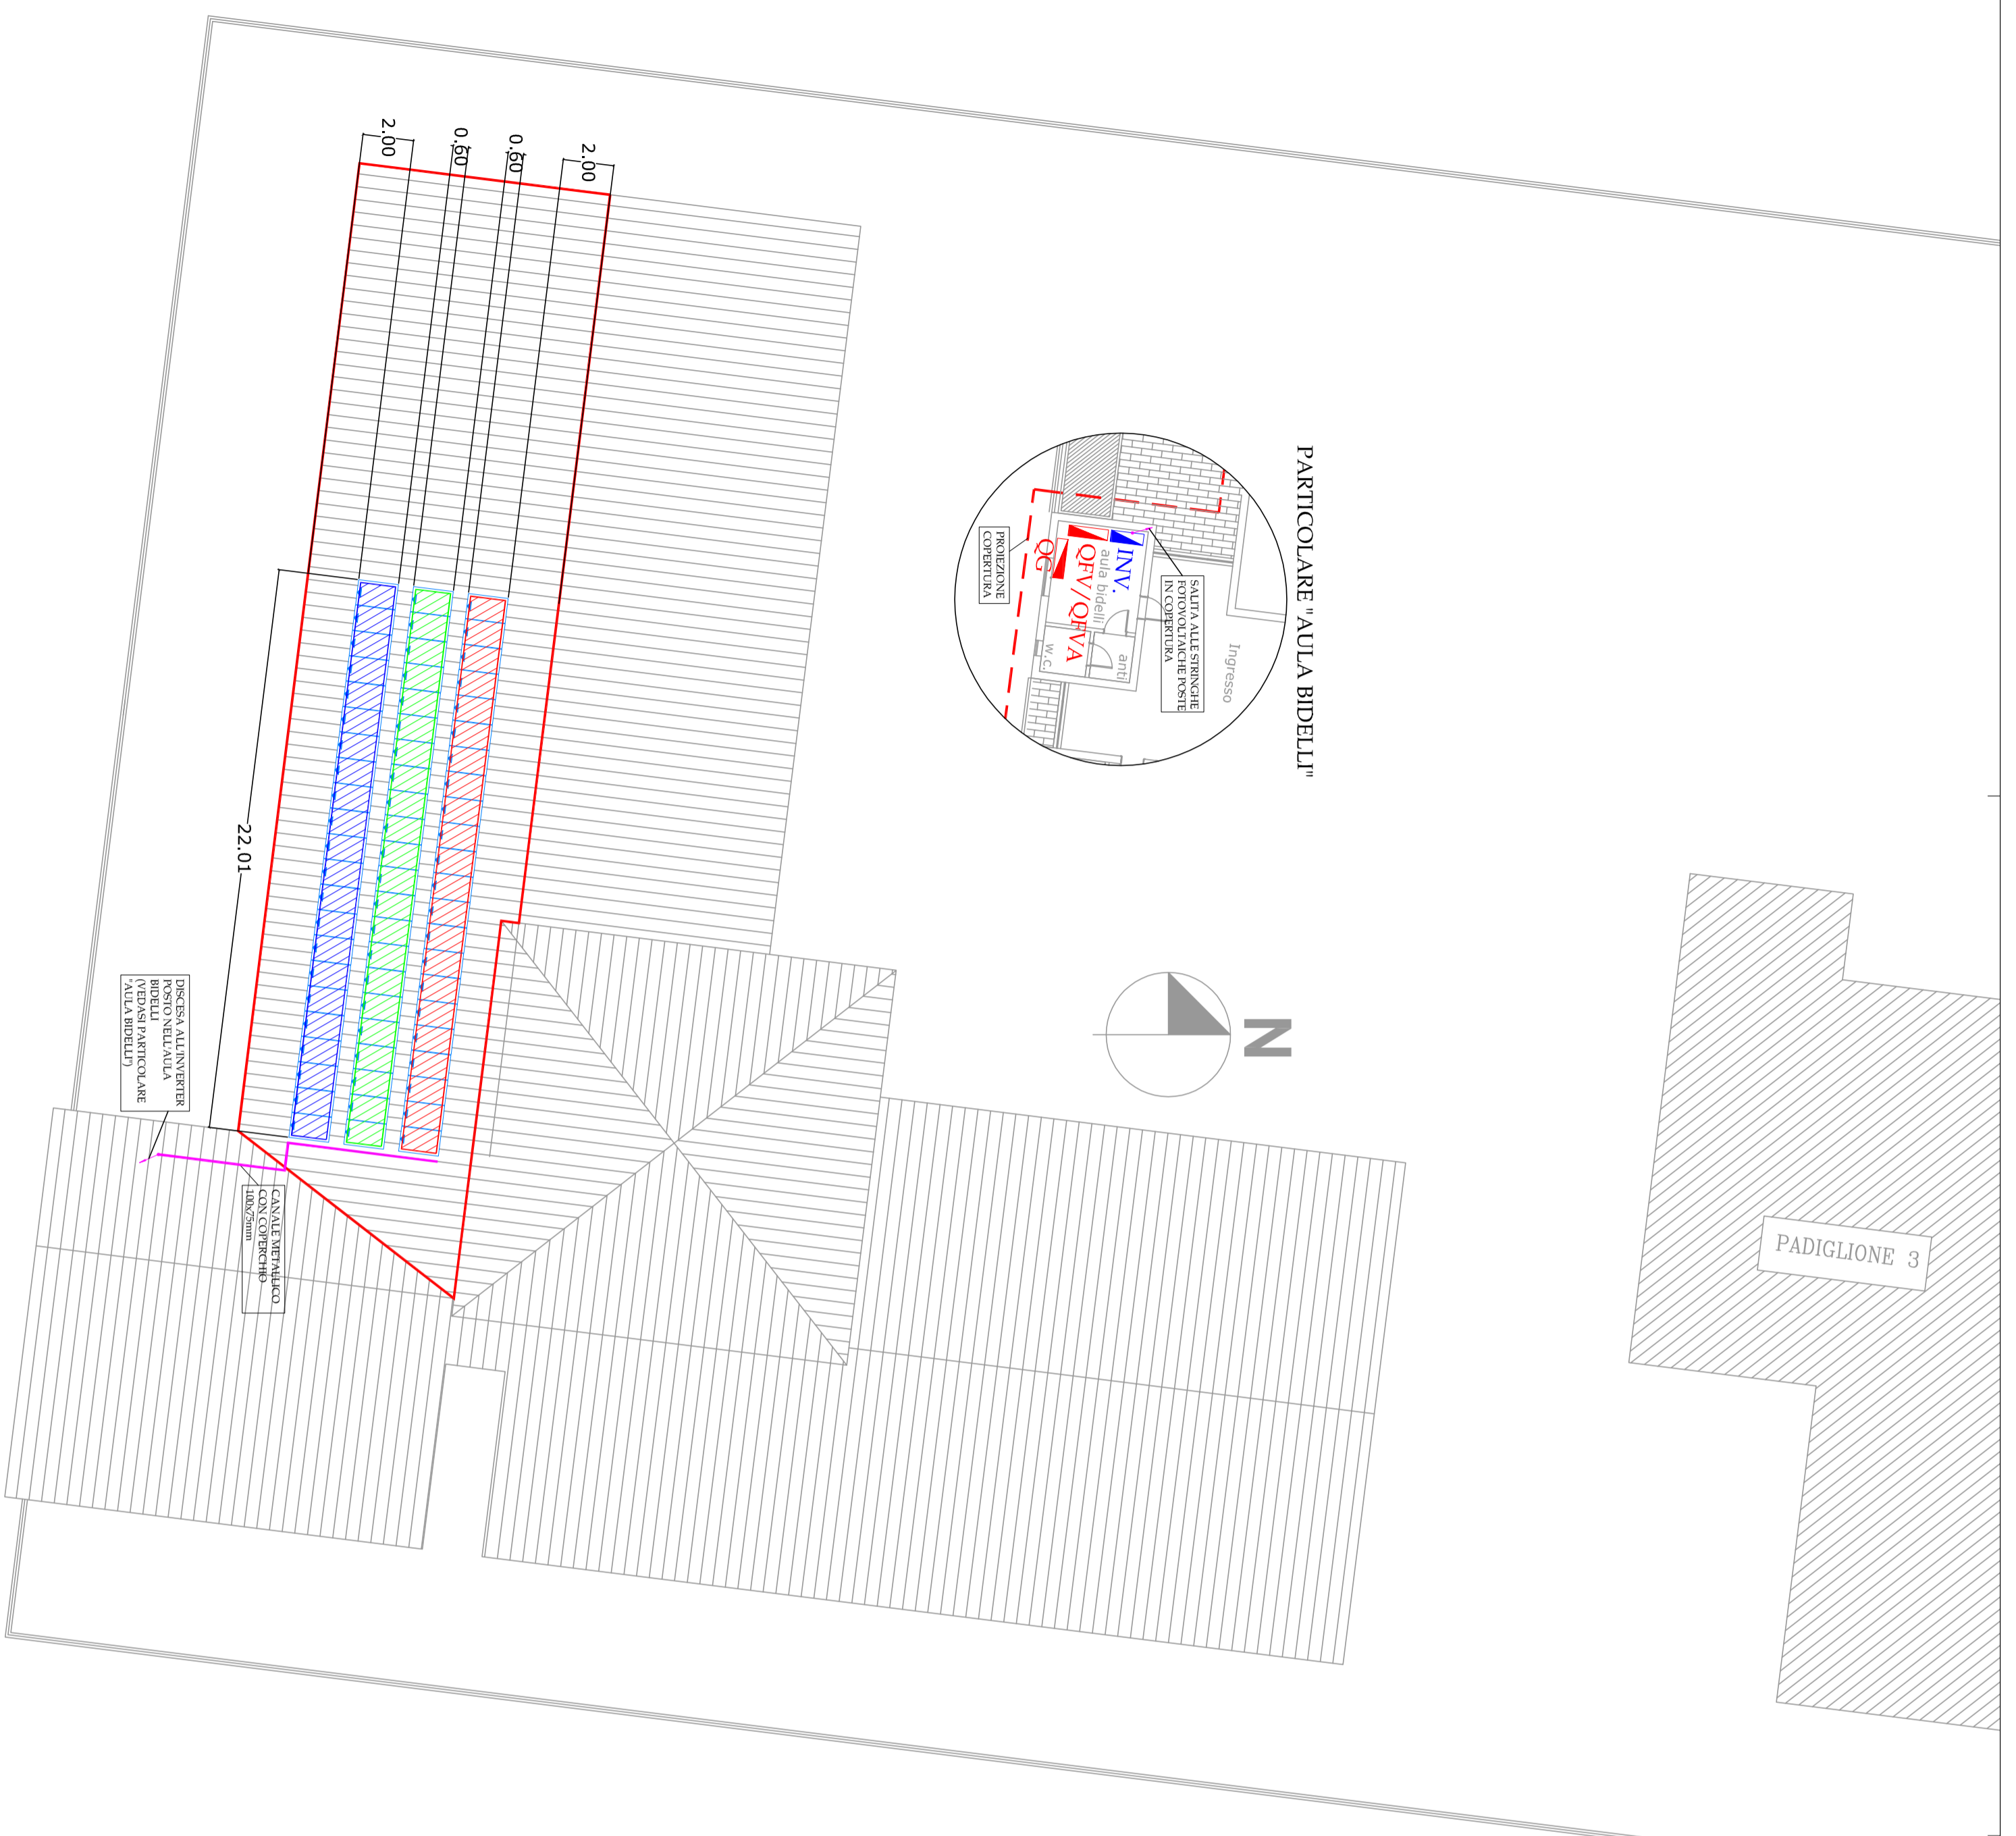 PARTICOLARE " AULA BIDELLI"
Ingresso
SALITA ALLE STRINGHE
FOTOVOLTAICHE POSTE
IN COPERTURA
anti
INV.
aula bidelli
QFV/QFVA
w.c.
QG
PROIEZIONE
COPERTURA
2.00
0.60
0.60
2.00
22.01
N
PADIGLIONE 3
DISCESA ALL'INVERTER
POSTO NELL'AULA
BIDELLI
(VEDASI PARTICOLARE
"AULA BIDELLI")
CANALE METALLICO
CON COPERCHIO
100x75mm